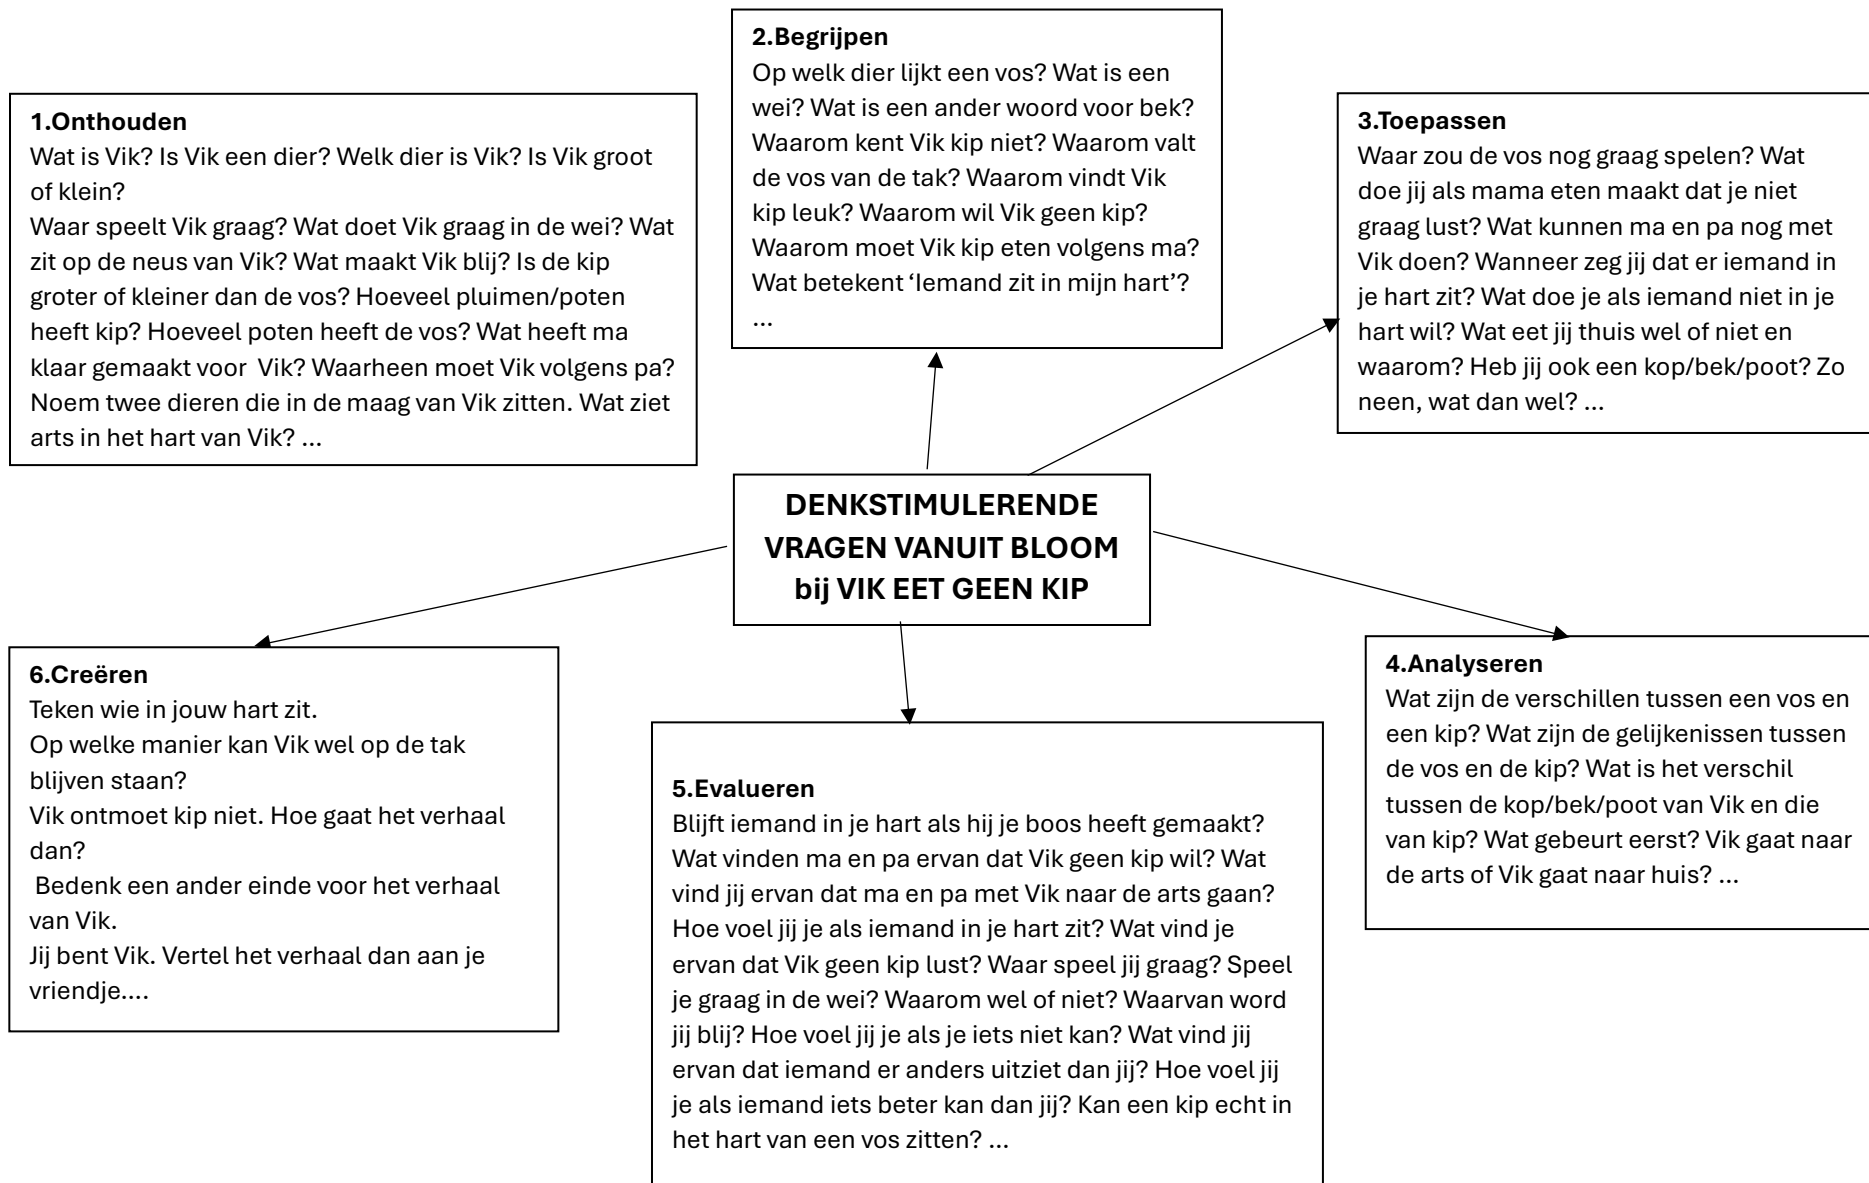 1.Onthouden
Wat is Vik? Is Vik een dier? Welk dier is Vik? Is Vik groot
of klein?
Waar speelt Vik graag? Wat doet Vik graag in de wei? Wat
zit op de neus van Vik? Wat maakt Vik blij? Is de kip
groter of kleiner dan de vos? Hoeveel pluimen/poten
heeft kip? Hoeveel poten heeft de vos? Wat heeft ma
klaar gemaakt voor Vik? Waarheen moet Vik volgens pa?
Noem twee dieren die in de maag van Vik zitten. Wat ziet
arts in het hart van Vik? ...
2.Begrijpen
Op welk dier lijkt een vos? Wat is een
wei? Wat is een ander woord voor bek?
Waarom kent Vik kip niet? Waarom valt
de vos van de tak? Waarom vindt Vik
kip leuk? Waarom wil Vik geen kip?
Waarom moet Vik kip eten volgens ma?
Wat betekent ‘Iemand zit in mijn hart’?
...
3.Toepassen
Waar zou de vos nog graag spelen? Wat
doe jij als mama eten maakt dat je niet
graag lust? Wat kunnen ma en pa nog met
Vik doen? Wanneer zeg jij dat er iemand in
je hart zit? Wat doe je als iemand niet in je
hart wil? Wat eet jij thuis wel of niet en
waarom? Heb jij ook een kop/bek/poot? Zo
neen, wat dan wel? ...
DENKSTIMULERENDE
VRAGEN VANUIT BLOOM
bij VIK EET GEEN KIP
4.Analyseren
Wat zijn de verschillen tussen een vos en
een kip? Wat zijn de gelijkenissen tussen
de vos en de kip? Wat is het verschil
tussen de kop/bek/poot van Vik en die
van kip? Wat gebeurt eerst? Vik gaat naar
de arts of Vik gaat naar huis? ...
5.Evalueren
Blijft iemand in je hart als hij je boos heeft gemaakt?
Wat vinden ma en pa ervan dat Vik geen kip wil? Wat
vind jij ervan dat ma en pa met Vik naar de arts gaan?
Hoe voel jij je als iemand in je hart zit? Wat vind je
ervan dat Vik geen kip lust? Waar speel jij graag? Speel
je graag in de wei? Waarom wel of niet? Waarvan word
jij blij? Hoe voel jij je als je iets niet kan? Wat vind jij
ervan dat iemand er anders uitziet dan jij? Hoe voel jij
je als iemand iets beter kan dan jij? Kan een kip echt in
het hart van een vos zitten? ...
6.Creëren
Teken wie in jouw hart zit.
Op welke manier kan Vik wel op de tak
blijven staan?
Vik ontmoet kip niet. Hoe gaat het verhaal
dan?
Bedenk een ander einde voor het verhaal
van Vik.
Jij bent Vik. Vertel het verhaal dan aan je
vriendje....